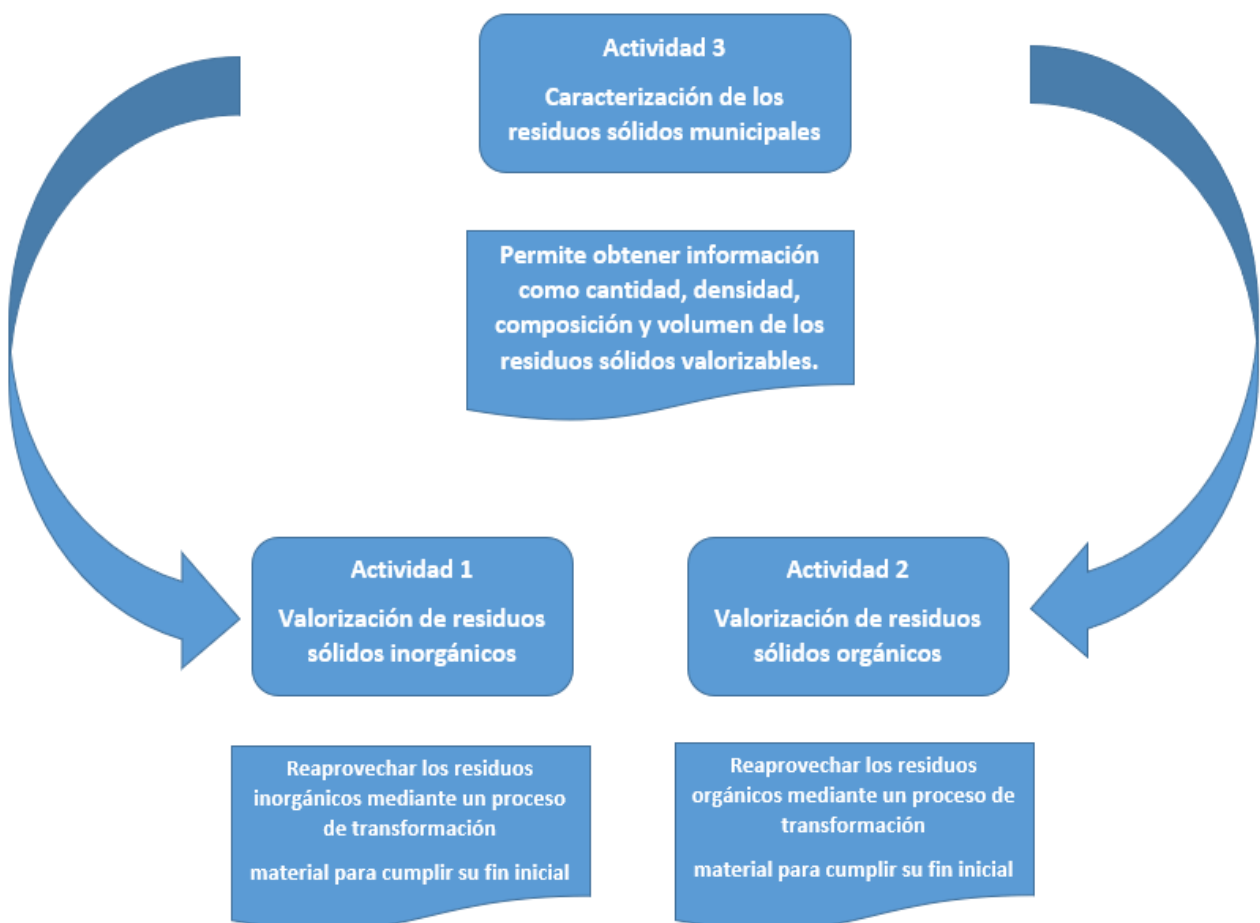 Actividad 3
Caracterización de los
residuos sólidos municipales
Permite obtener información
como cantidad, densidad,
composición y volumen de los
residuos sólidos valorizables.
Actividad 1
Valorización de residuos
sólidos inorgánicos
Actividad 2
Valorización de residuos
sólidos orgánicos
Reaprovechar los residuos
inorgánicos mediante un proceso
de transformación
material para cumplir su fin inicial
Reaprovechar los residuos
orgánicos mediante un proceso de
transformación
material para cumplir su fin inicial